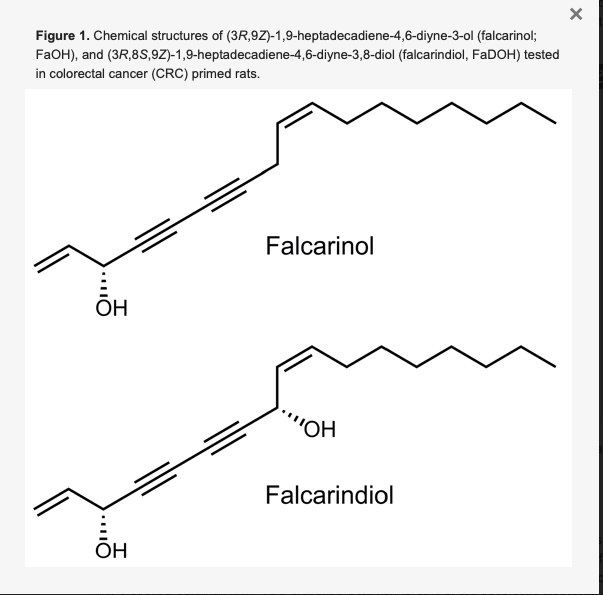 Figure 1. Chemical structures of (3R,9Z)-1,9-heptadecadiene-4,6-diyne-3-ol (falcarinol;
FaOH), and (3R,8S,9Z)-1,9-heptadecadiene-4,6-diyne-3,8-diol (falcarindiol, FaDOH) tested
in colorectal cancer (CRC) primed rats.
Falcarinol
OH
OH
Falcarindiol
OH